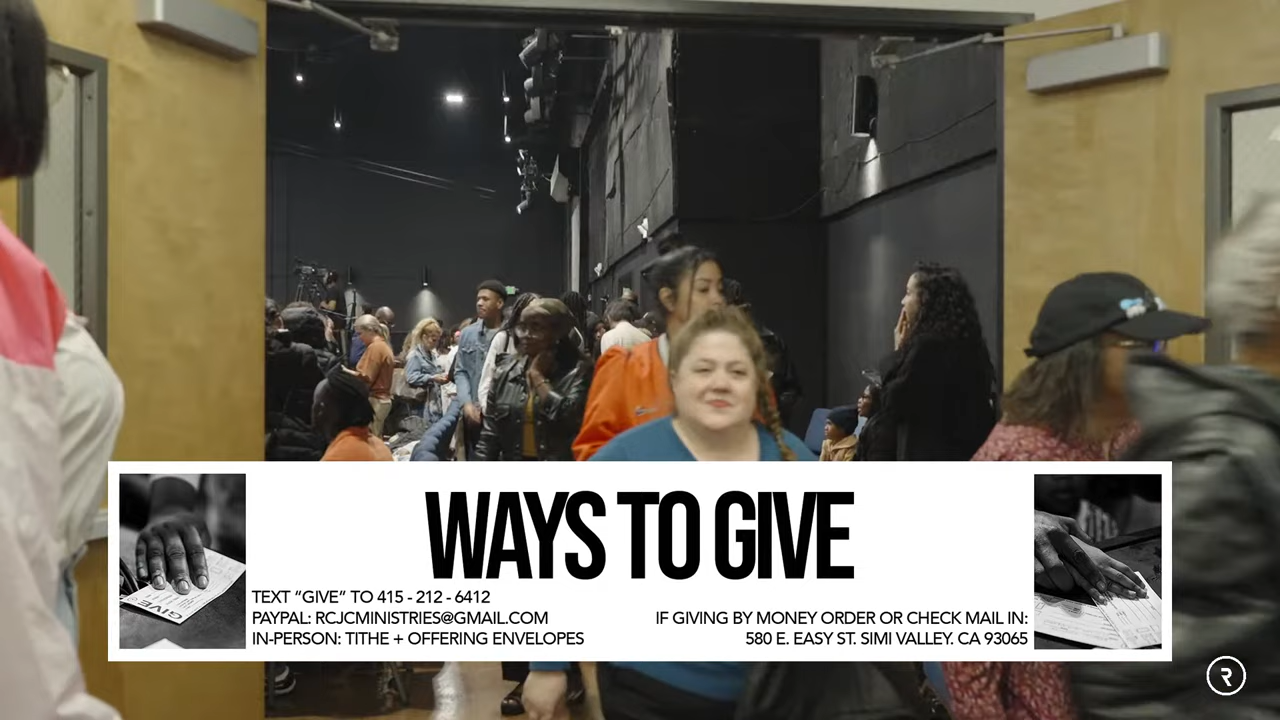 WAYS TO GIVE
TEXT “GIVE” TO 415 - 212 - 6412
PAYPAL: RCJCMINISTRIES@GMAIL.COM
IN-PERSON: TITHE + OFFERING ENVELOPES
IF GIVING BY MONEY ORDER OR CHECK MAIL IN:
580 E. EASY ST. SIMI VALLEY. CA 93065
GIVE
R